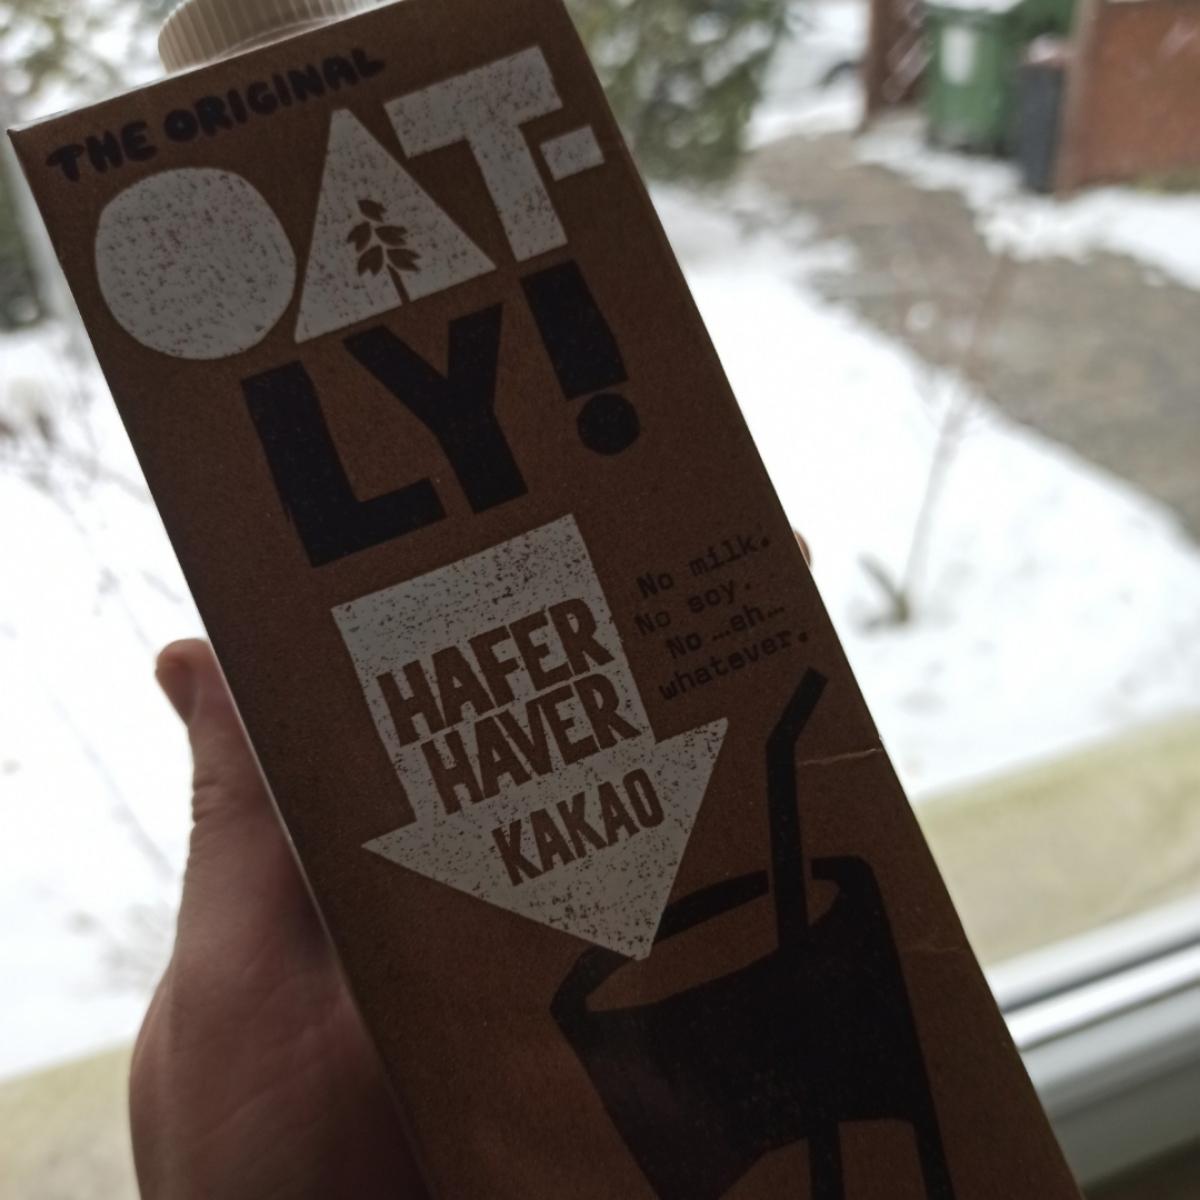 THE ORIGINAL
OAT-
LY!
No milk.
No soy.
No …eh…
whatever.
HAFER
HAVER
KAKAO